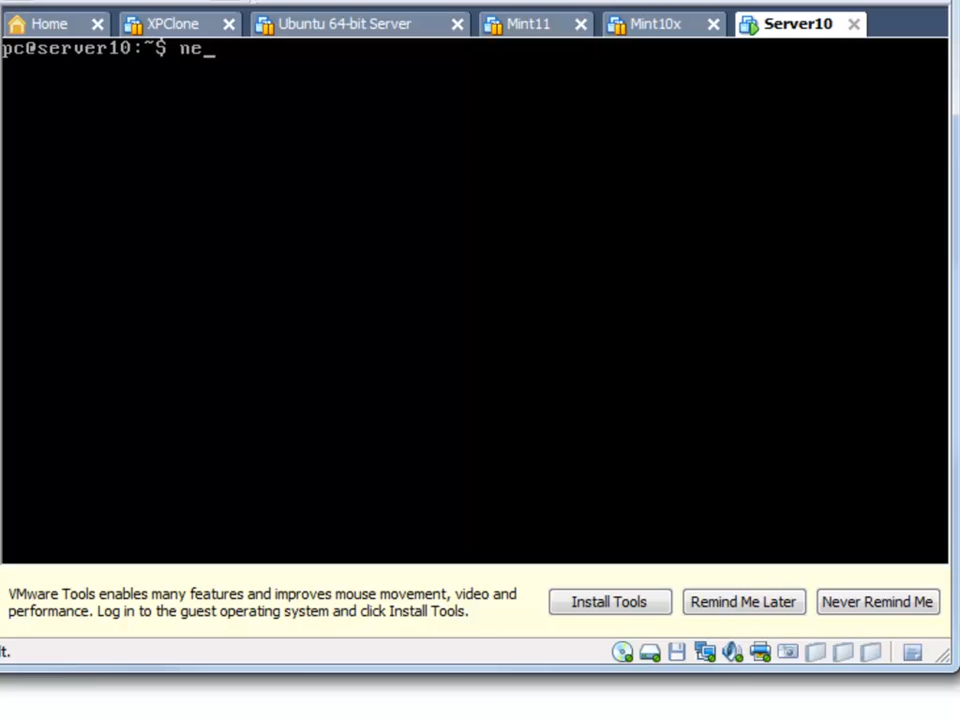 Home XPClone Ubuntu 64-bit Server Mint11 Mint10x Server10
pc@server10:~$ ne_
VMware Tools enables many features and improves mouse movement, video and
performance. Log in to the guest operating system and click Install Tools.
Install Tools Remind Me Later Never Remind Me
t.